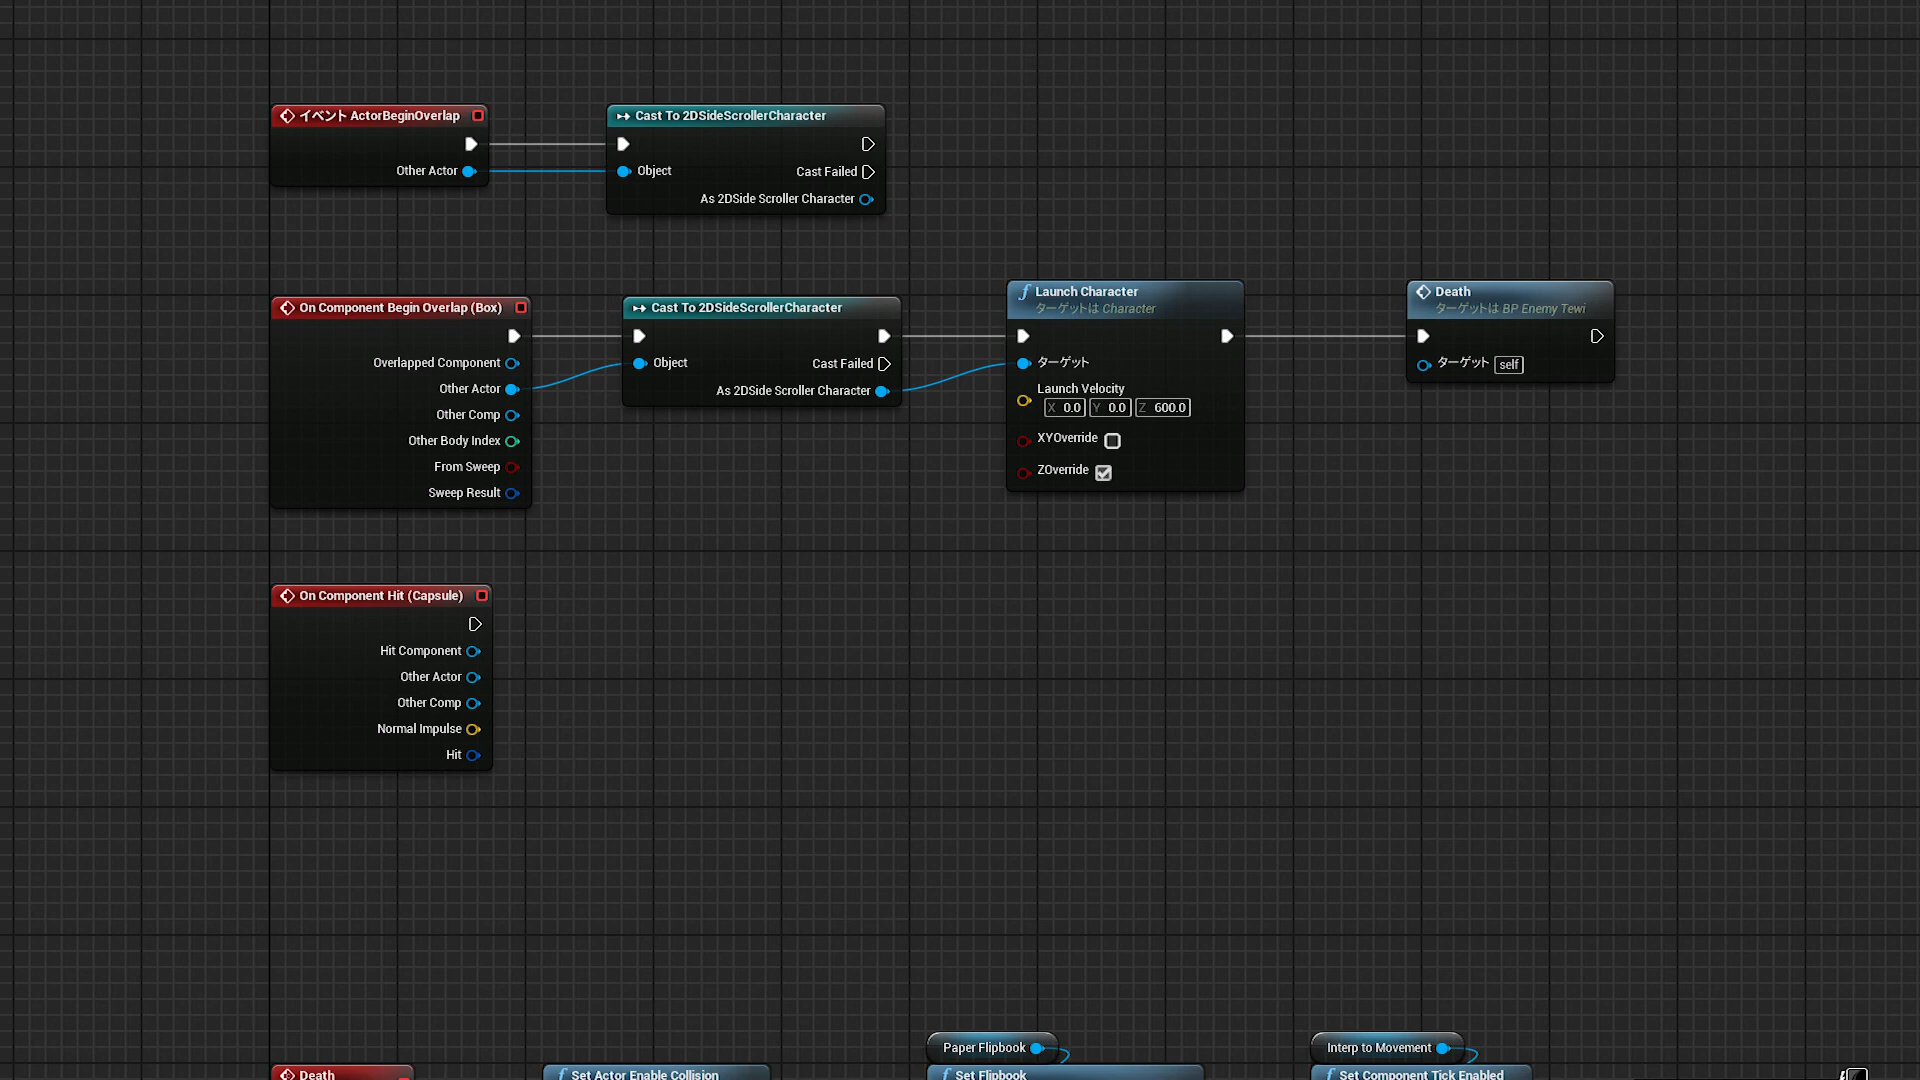 イベント ActorBeginOverlap
Other Actor
Cast To 2DSideScrollerCharacter
Object
Cast Failed
As 2DSide Scroller Character
On Component Begin Overlap (Box)
Overlapped Component
Other Actor
Other Comp
Other Body Index
From Sweep
Sweep Result
Cast To 2DSideScrollerCharacter
Object
Cast Failed
As 2DSide Scroller Character
f Launch Character
ターゲットは Character
ターゲット
Launch Velocity
X 0.0 Y 0.0 Z 600.0
XYOverride
ZOverride
Death
ターゲットは BP Enemy Tewi
ターゲット self
On Component Hit (Capsule)
Hit Component
Other Actor
Other Comp
Normal Impulse
Hit
Paper Flipbook
Interp to Movement
Death
f Set Actor Enable Collision
f Set Flipbook
f Set Component Tick Enabled